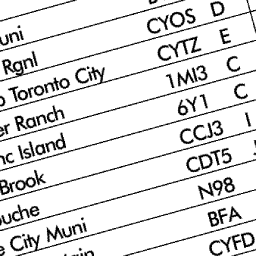 uni
Rgnl CYOS D
o Toronto City CYTZ E
er Ranch 1MI3 C
nc Island 6Y1 C
Brook CCJ3 I
ouche CDT5
e City Muni N98
BFA
CYFD